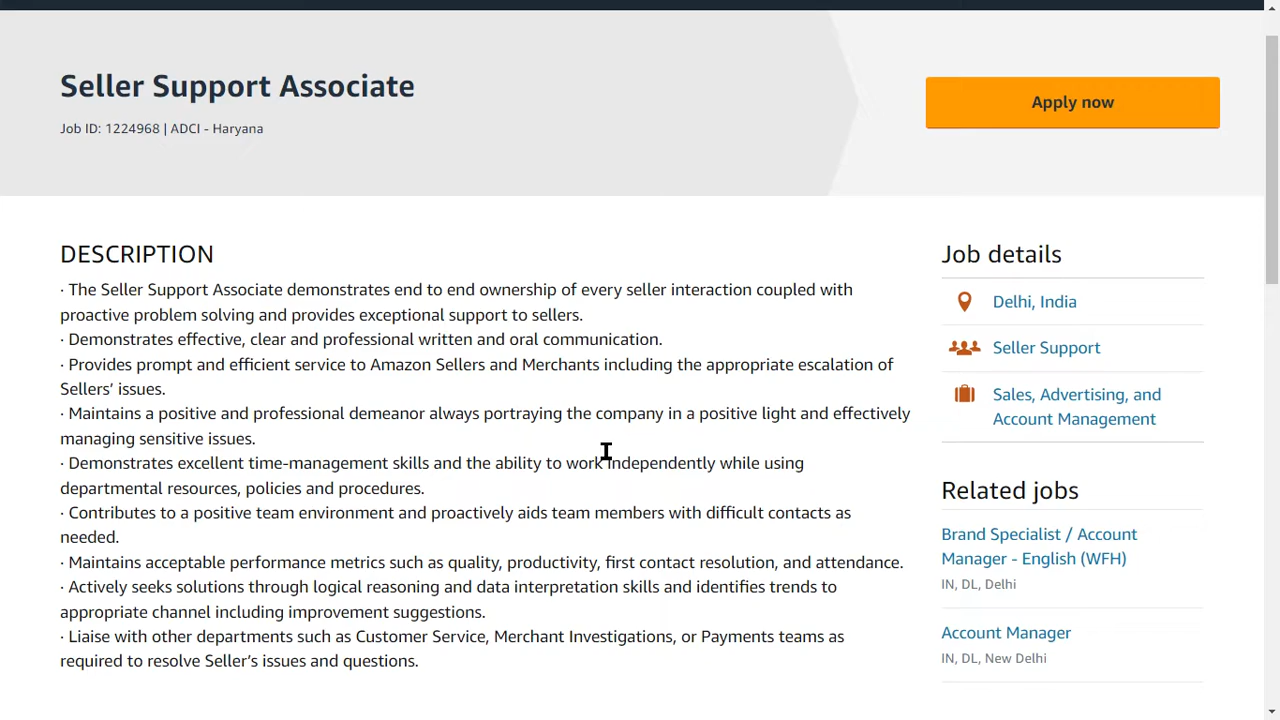 Seller Support Associate
Apply now
Job ID: 1224968 | ADCI - Haryana
DESCRIPTION
· The Seller Support Associate demonstrates end to end ownership of every seller interaction coupled with
proactive problem solving and provides exceptional support to sellers.
· Demonstrates effective, clear and professional written and oral communication.
· Provides prompt and efficient service to Amazon Sellers and Merchants including the appropriate escalation of
Sellers’ issues.
· Maintains a positive and professional demeanor always portraying the company in a positive light and effectively
managing sensitive issues.
· Demonstrates excellent time-management skills and the ability to work independently while using
departmental resources, policies and procedures.
· Contributes to a positive team environment and proactively aids team members with difficult contacts as
needed.
· Maintains acceptable performance metrics such as quality, productivity, first contact resolution, and attendance.
· Actively seeks solutions through logical reasoning and data interpretation skills and identifies trends to
appropriate channel including improvement suggestions.
· Liaise with other departments such as Customer Service, Merchant Investigations, or Payments teams as
required to resolve Seller’s issues and questions.
Job details
Delhi, India
Seller Support
Sales, Advertising, and
Account Management
Related jobs
Brand Specialist / Account
Manager - English (WFH)
IN, DL, Delhi
Account Manager
IN, DL, New Delhi